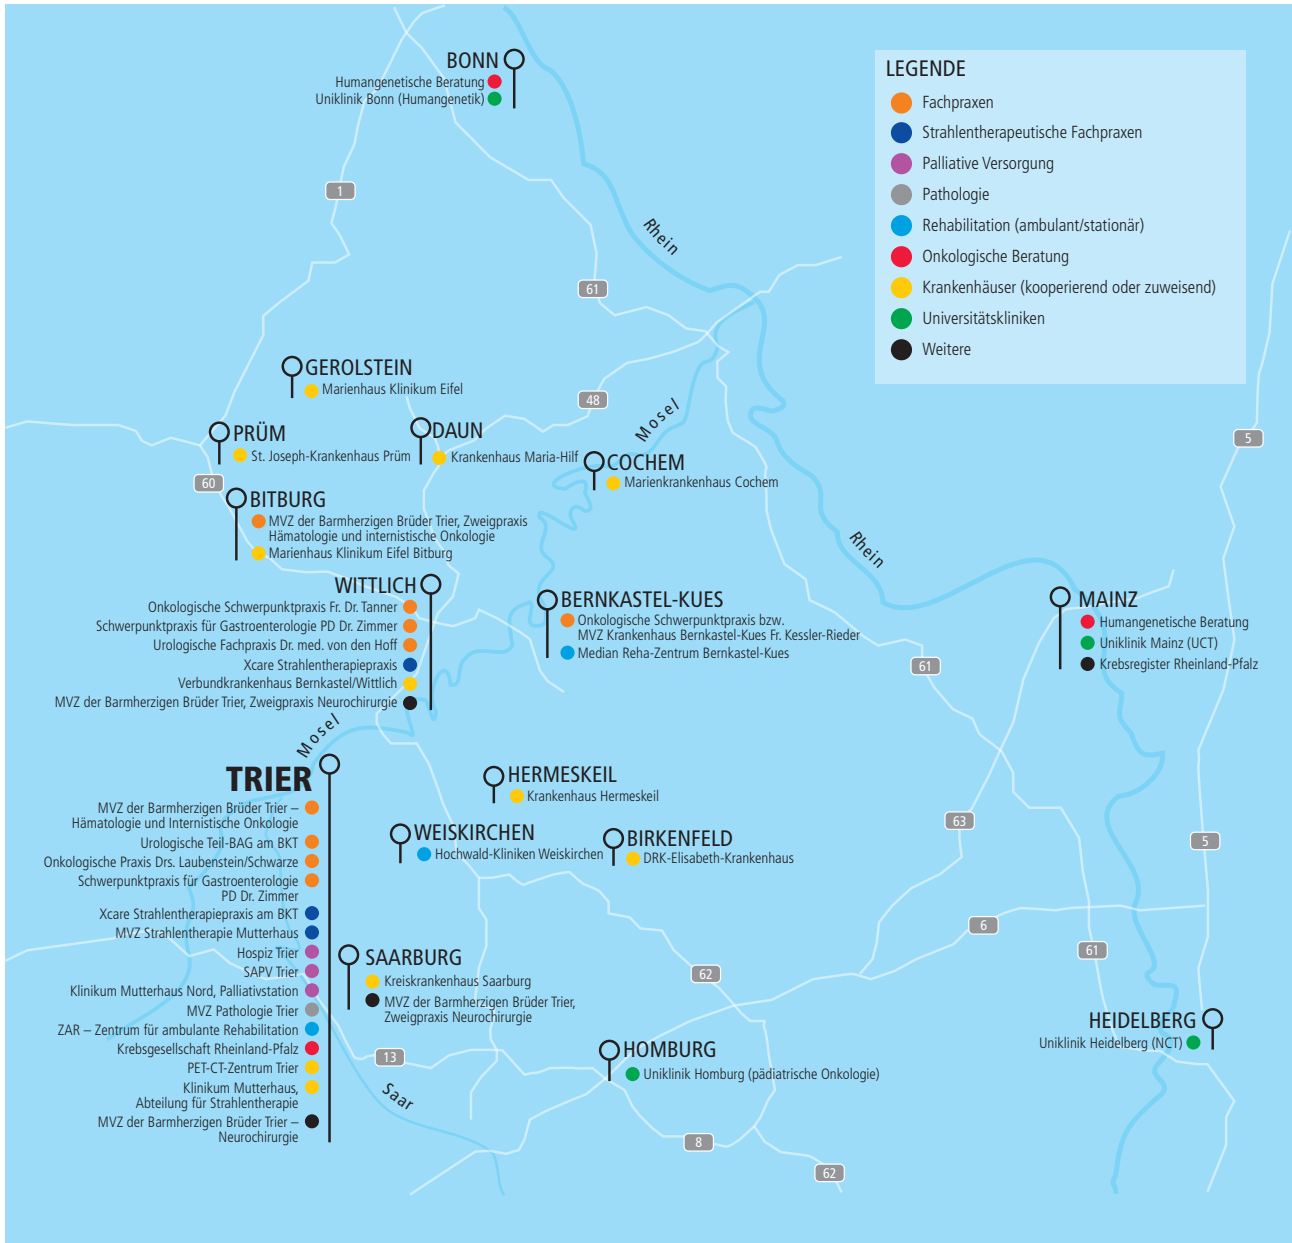 BONN
Humangenetische Beratung
Uniklinik Bonn (Humangenetik)
LEGENDE
Fachpraxen
Strahlentherapeutische Fachpraxen
Palliative Versorgung
Pathologie
Rehabilitation (ambulant/stationär)
Onkologische Beratung
Krankenhäuser (kooperierend oder zuweisend)
Universitätskliniken
Weitere
1
Rhein
61
GEROLSTEIN
Marienhaus Klinikum Eifel
48
Mosel
5
PRÜM
St. Joseph-Krankenhaus Prüm
DAUN
Krankenhaus Maria-Hilf
COCHEM
Marienkrankenhaus Cochem
60
BITBURG
MVZ der Barmherzigen Brüder Trier, Zweigpraxis
Hämatologie und internistische Onkologie
Marienhaus Klinikum Eifel Bitburg
Rhein
WITTLICH
Onkologische Schwerpunktpraxis Fr. Dr. Tanner
Schwerpunktpraxis für Gastroenterologie PD Dr. Zimmer
Urologische Fachpraxis Dr. med. von den Hoff
Xcare Strahlentherapiepraxis
Verbundkrankenhaus Bernkastel/Wittlich
MVZ der Barmherzigen Brüder Trier, Zweigpraxis Neurochirurgie
BERNKASTEL-KUES
Onkologische Schwerpunktpraxis bzw.
MVZ Krankenhaus Bernkastel-Kues Fr. Kessler-Rieder
Median Reha-Zentrum Bernkastel-Kues
MAINZ
Humangenetische Beratung
Uniklinik Mainz (UCT)
Krebsregister Rheinland-Pfalz
61
Mosel
TRIER
MVZ der Barmherzigen Brüder Trier –
Hämatologie und Internistische Onkologie
Urologische Teil-BAG am BKT
Onkologische Praxis Drs. Laubenstein/Schwarze
Schwerpunktpraxis für Gastroenterologie
PD Dr. Zimmer
Xcare Strahlentherapiepraxis am BKT
MVZ Strahlentherapie Mutterhaus
Hospiz Trier
SAPV Trier
Klinikum Mutterhaus Nord, Palliativstation
MVZ Pathologie Trier
ZAR – Zentrum für ambulante Rehabilitation
Krebsgesellschaft Rheinland-Pfalz
PET-CT-Zentrum Trier
Klinikum Mutterhaus,
Abteilung für Strahlentherapie
MVZ der Barmherzigen Brüder Trier –
Neurochirurgie
HERMESKEIL
Krankenhaus Hermeskeil
WEISKIRCHEN
Hochwald-Kliniken Weiskirchen
BIRKENFELD
DRK-Elisabeth-Krankenhaus
63
5
6
61
62
SAARBURG
Kreiskrankenhaus Saarburg
MVZ der Barmherzigen Brüder Trier,
Zweigpraxis Neurochirurgie
HEIDELBERG
Uniklinik Heidelberg (NCT)
13
HOMBURG
Uniklinik Homburg (pädiatrische Onkologie)
Saar
8
62